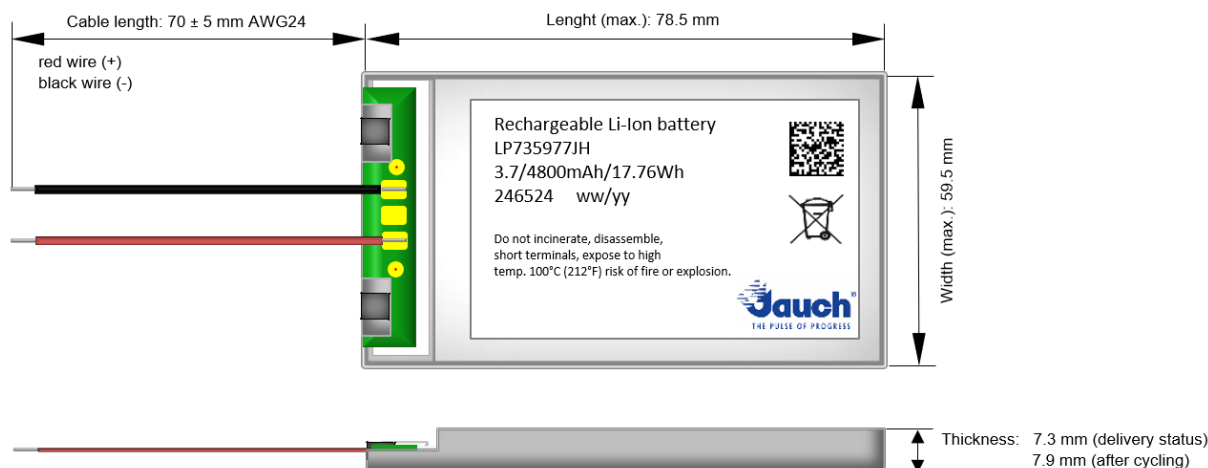 Cable length: 70 ± 5 mm AWG24
Lenght (max.): 78.5 mm
red wire (+)
black wire (-)
Rechargeable Li-Ion battery
LP735977JH
3.7/4800mAh/17.76Wh
246524 ww/yy
Do not incinerate, disassemble,
short terminals, expose to high
temp. 100°C (212°F) risk of fire or explosion.
Jauch®
THE PULSE OF PROGRESS
Width (max.): 59.5 mm
Thickness: 7.3 mm (delivery status)
7.9 mm (after cycling)